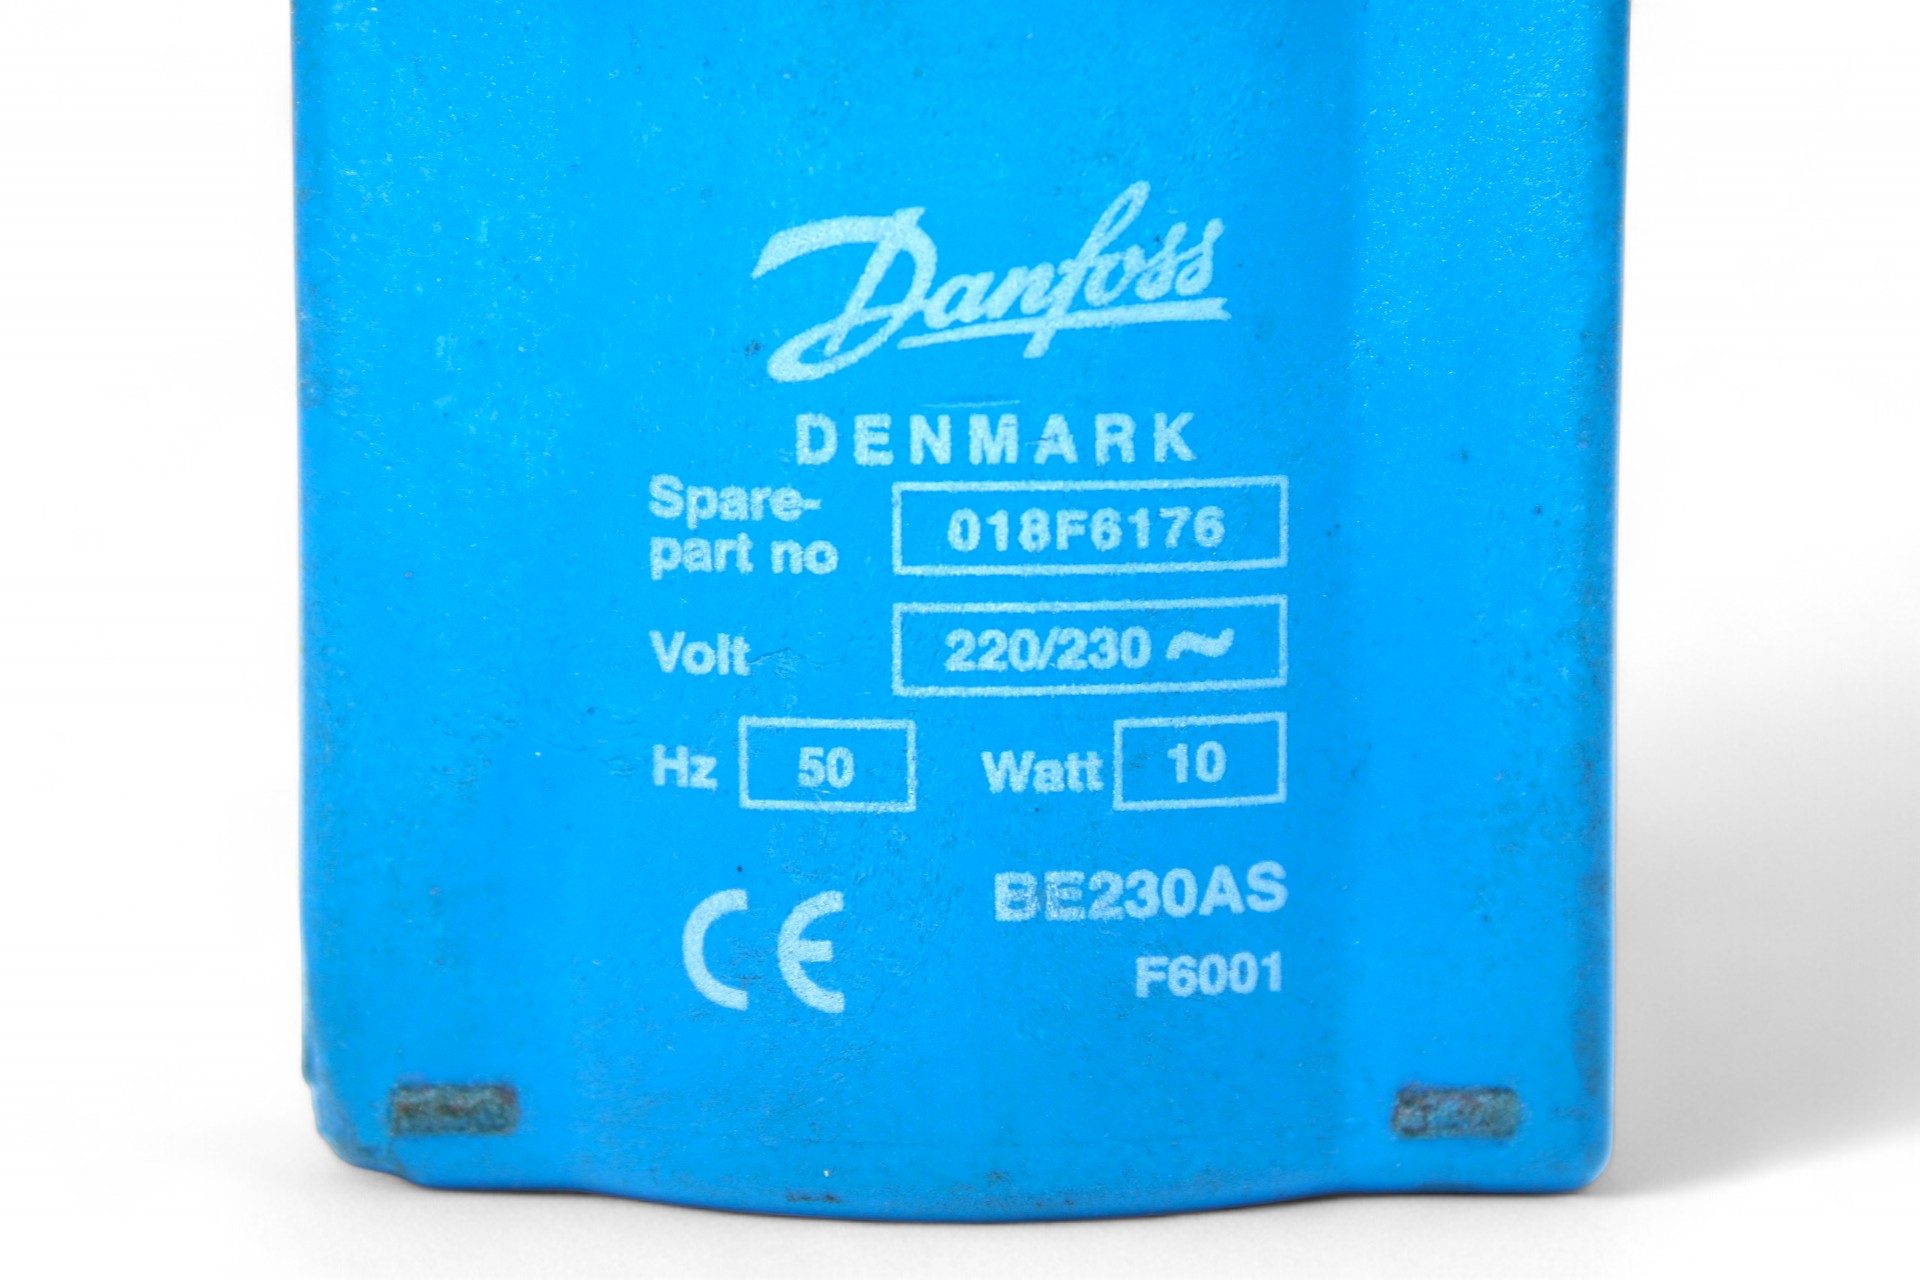 Danfoss
DENMARK
Spare-
part no 018F6176
Volt 220/230 ~
Hz 50 Watt 10
CE BE230AS
F6001